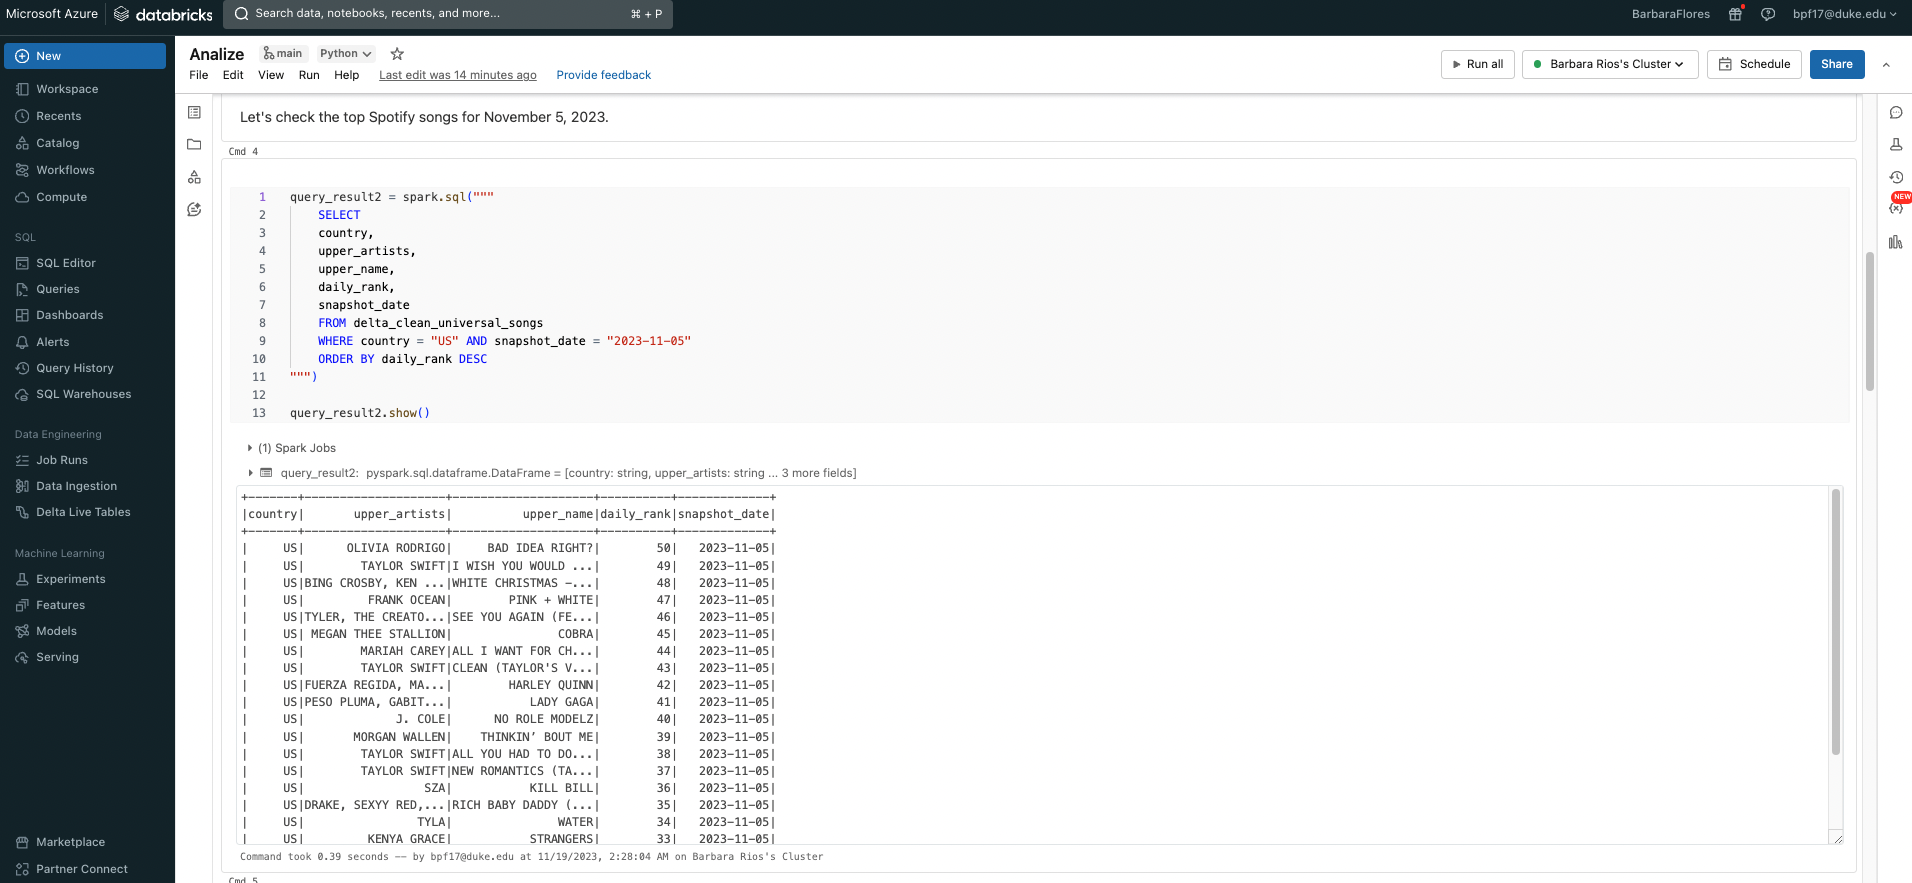 Microsoft Azure databricks Search data, notebooks, recents, and more... ⌘ + P BarbaraFlores bpf17@duke.edu
New
Workspace
Recents
Catalog
Workflows
Compute
SQL
SQL Editor
Queries
Dashboards
Alerts
Query History
SQL Warehouses
Data Engineering
Job Runs
Data Ingestion
Delta Live Tables
Machine Learning
Experiments
Features
Models
Serving
Marketplace
Partner Connect
Analize main Python
File Edit View Run Help Last edit was 14 minutes ago Provide feedback
Run all Barbara Rios's Cluster Schedule Share
NEW
Let's check the top Spotify songs for November 5, 2023.
Cmd 4
1 query_result2 = spark.sql("""
2 SELECT
3 country,
4 upper_artists,
5 upper_name,
6 daily_rank,
7 snapshot_date
8 FROM delta_clean_universal_songs
9 WHERE country = "US" AND snapshot_date = "2023-11-05"
10 ORDER BY daily_rank DESC
11 """)
12
13 query_result2.show()
(1) Spark Jobs
query_result2: pyspark.sql.dataframe.DataFrame = [country: string, upper_artists: string ... 3 more fields]
+-------+--------------------+--------------------+----------+-------------+
|country| upper_artists| upper_name|daily_rank|snapshot_date|
+-------+--------------------+--------------------+----------+-------------+
| US| OLIVIA RODRIGO| BAD IDEA RIGHT?| 50| 2023-11-05|
| US| TAYLOR SWIFT|I WISH YOU WOULD ...| 49| 2023-11-05|
| US|BING CROSBY, KEN ...|WHITE CHRISTMAS -...| 48| 2023-11-05|
| US| FRANK OCEAN| PINK + WHITE| 47| 2023-11-05|
| US|TYLER, THE CREATO...|SEE YOU AGAIN (FE...| 46| 2023-11-05|
| US| MEGAN THEE STALLION| COBRA| 45| 2023-11-05|
| US| MARIAH CAREY|ALL I WANT FOR CH...| 44| 2023-11-05|
| US| TAYLOR SWIFT|CLEAN (TAYLOR'S V...| 43| 2023-11-05|
| US|FUERZA REGIDA, MA...| HARLEY QUINN| 42| 2023-11-05|
| US|PESO PLUMA, GABIT...| LADY GAGA| 41| 2023-11-05|
| US| J. COLE| NO ROLE MODELZ| 40| 2023-11-05|
| US| MORGAN WALLEN| THINKIN’ BOUT ME| 39| 2023-11-05|
| US| TAYLOR SWIFT|ALL YOU HAD TO DO...| 38| 2023-11-05|
| US| TAYLOR SWIFT|NEW ROMANTICS (TA...| 37| 2023-11-05|
| US| SZA| KILL BILL| 36| 2023-11-05|
| US|DRAKE, SEXYY RED,...|RICH BABY DADDY (...| 35| 2023-11-05|
| US| TYLA| WATER| 34| 2023-11-05|
| US| KENYA GRACE| STRANGERS| 33| 2023-11-05|
Command took 0.39 seconds -- by bpf17@duke.edu at 11/19/2023, 2:28:04 AM on Barbara Rios's Cluster
Cmd 5